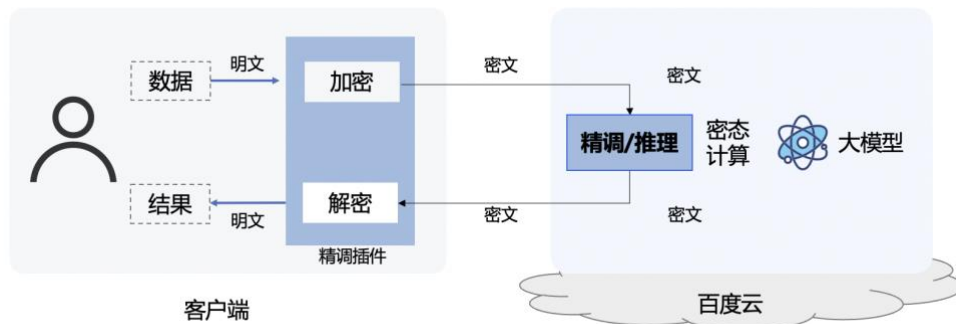 数据
明文
加密
密文
密文
精调/推理
密态
计算
大模型
结果
明文
解密
密文
密文
精调插件
客户端
百度云